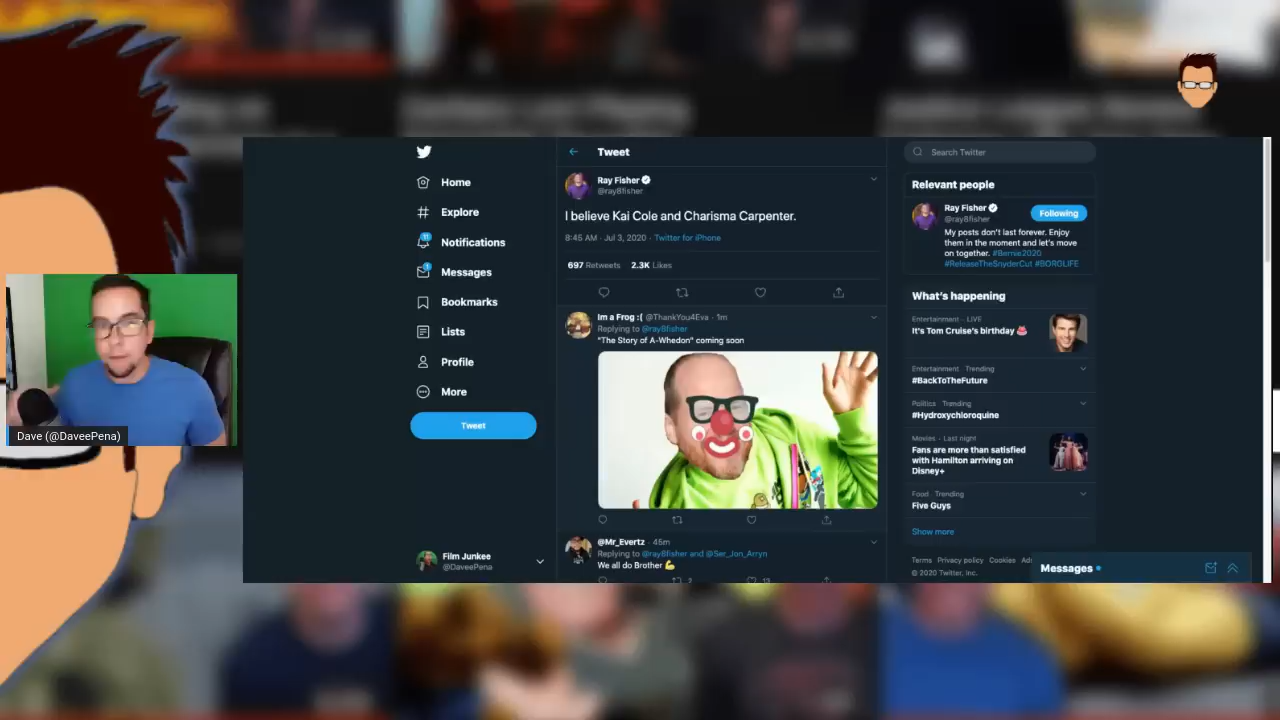 Dave (@DaveePena)
Home
Explore
11
Notifications
1
Messages
Bookmarks
Lists
Profile
More
Tweet
Film Junkee
@DaveePena
Tweet
Ray Fisher
@ray8fisher
I believe Kai Cole and Charisma Carpenter.
8:45 AM · Jul 3, 2020 · Twitter for iPhone
697 Retweets 2.3K Likes
Im a Frog :( @ThankYou4Eva · 1m
Replying to @ray8fisher
"The Story of A-Whedon" coming soon
@Mr_Evertz · 45m
Replying to @ray8fisher and @Ser_Jon_Arryn
We all do Brother 💪
2 13
Search Twitter
Relevant people
Ray Fisher
@ray8fisher
Following
My posts don't last forever. Enjoy
them in the moment and let's move
on together. #Bernie2020
#ReleaseTheSnyderCut #BORGLIFE
What's happening
Entertainment · LIVE
It's Tom Cruise's birthday 🎂
Entertainment · Trending
#BackToTheFuture
Politics · Trending
#Hydroxychloroquine
Movies · Last night
Fans are more than satisfied
with Hamilton arriving on
Disney+
Food · Trending
Five Guys
Show more
Terms Privacy policy Cookies Ads
© 2020 Twitter, Inc.
Messages